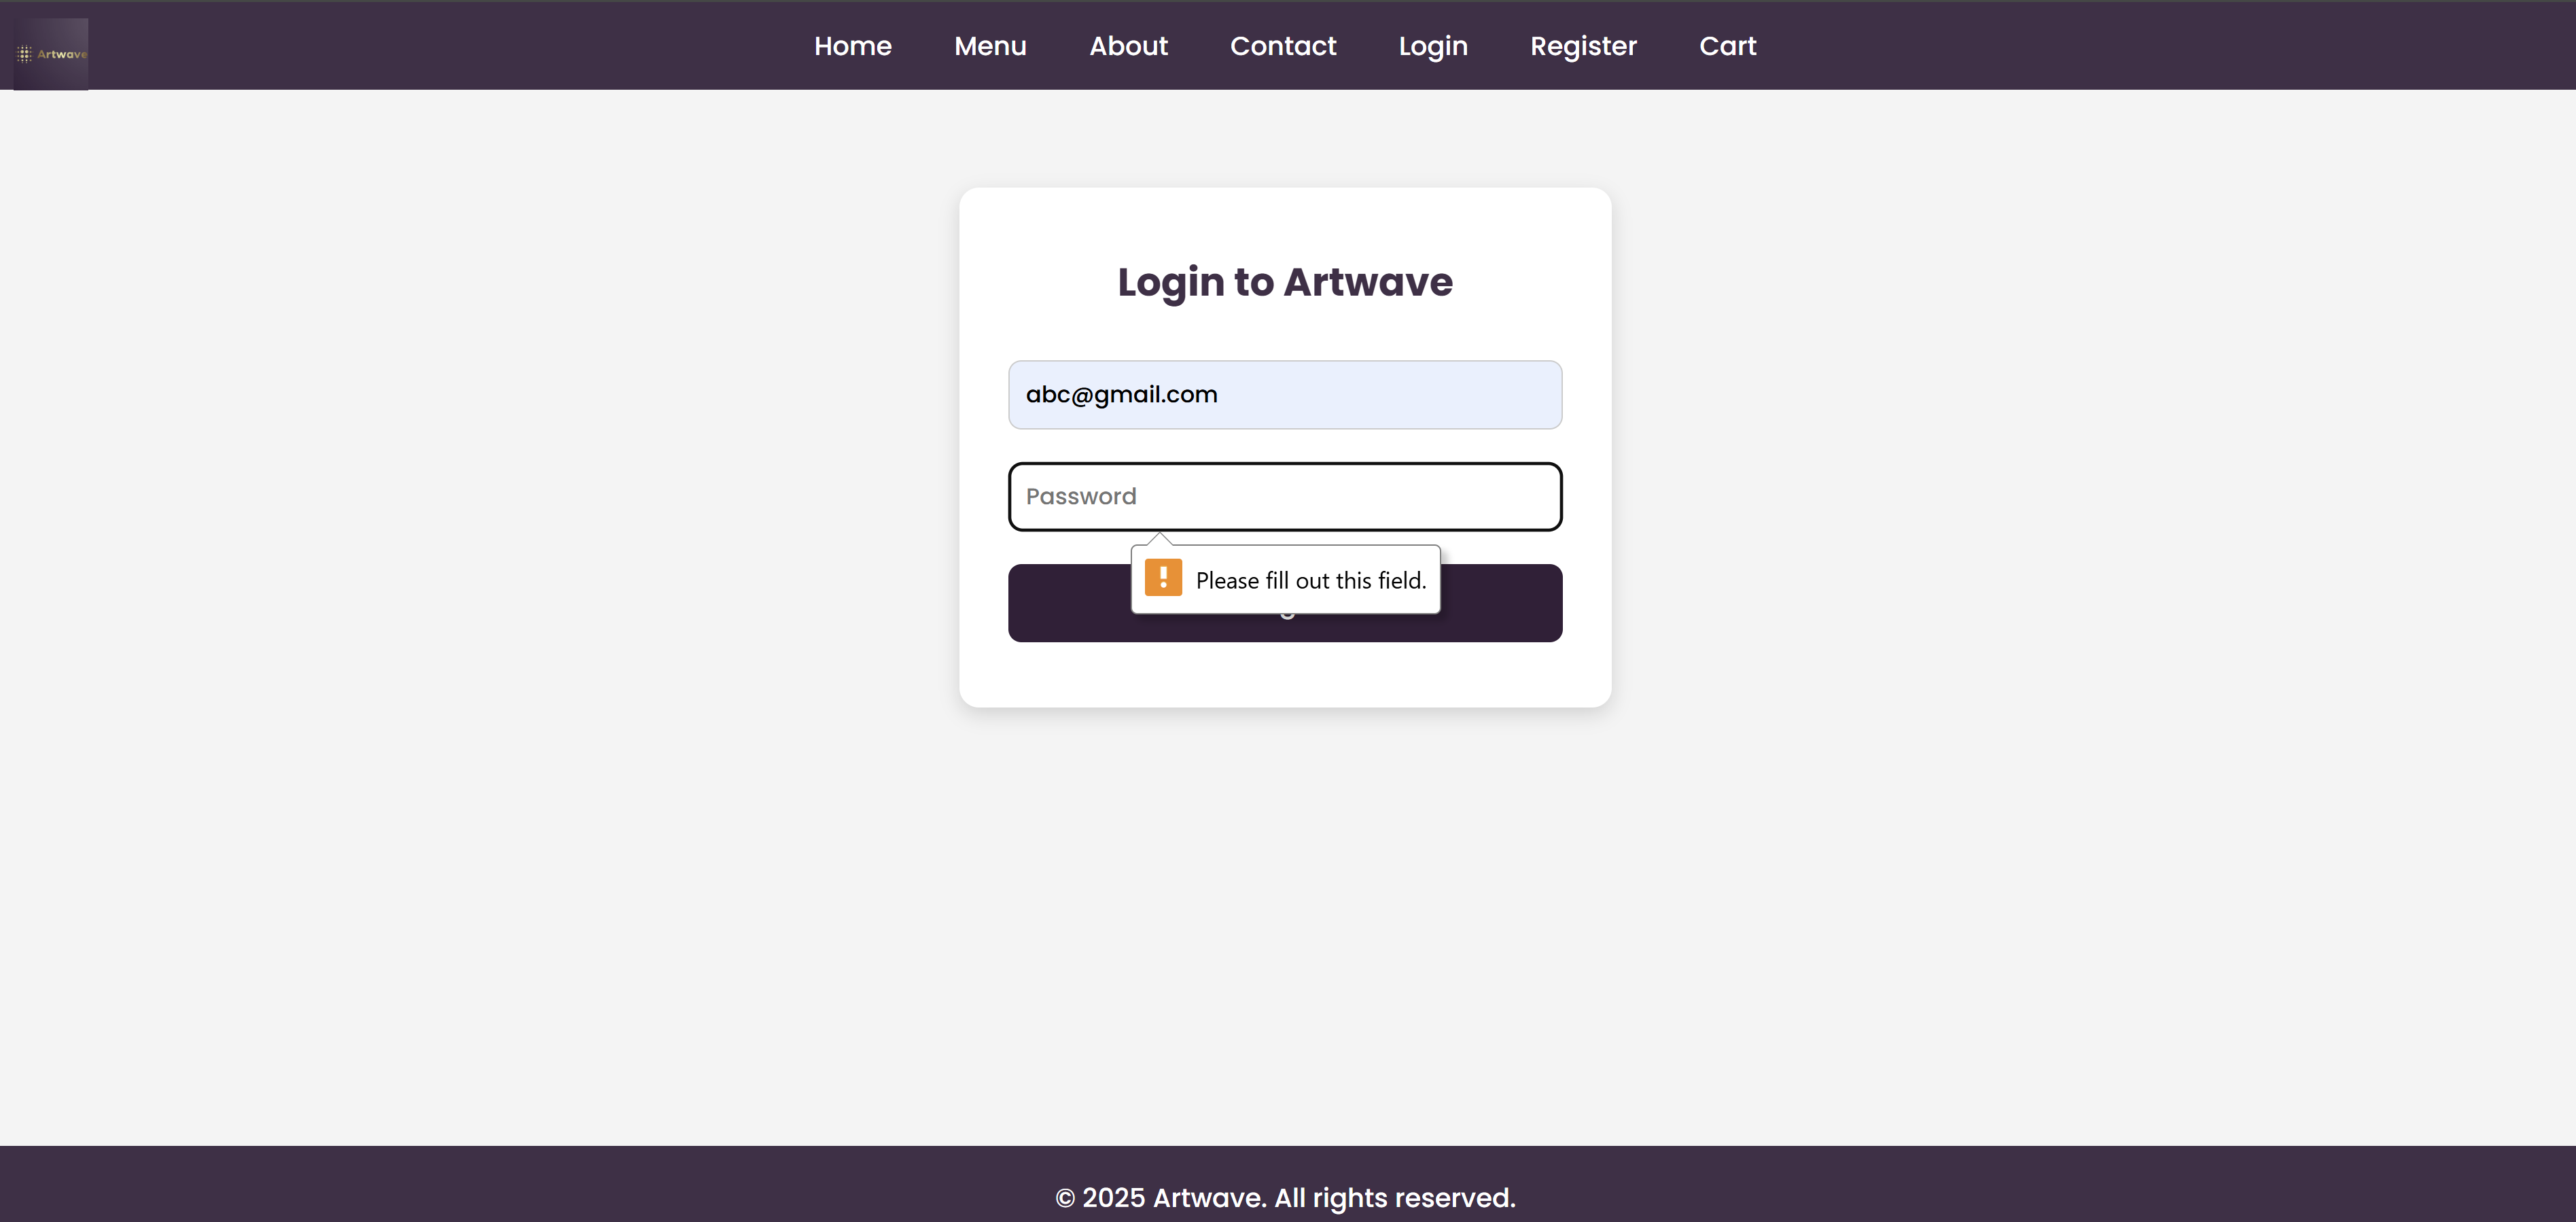 Artwave
Home Menu About Contact Login Register Cart
Login to Artwave
abc@gmail.com
Password
Please fill out this field.
© 2025 Artwave. All rights reserved.